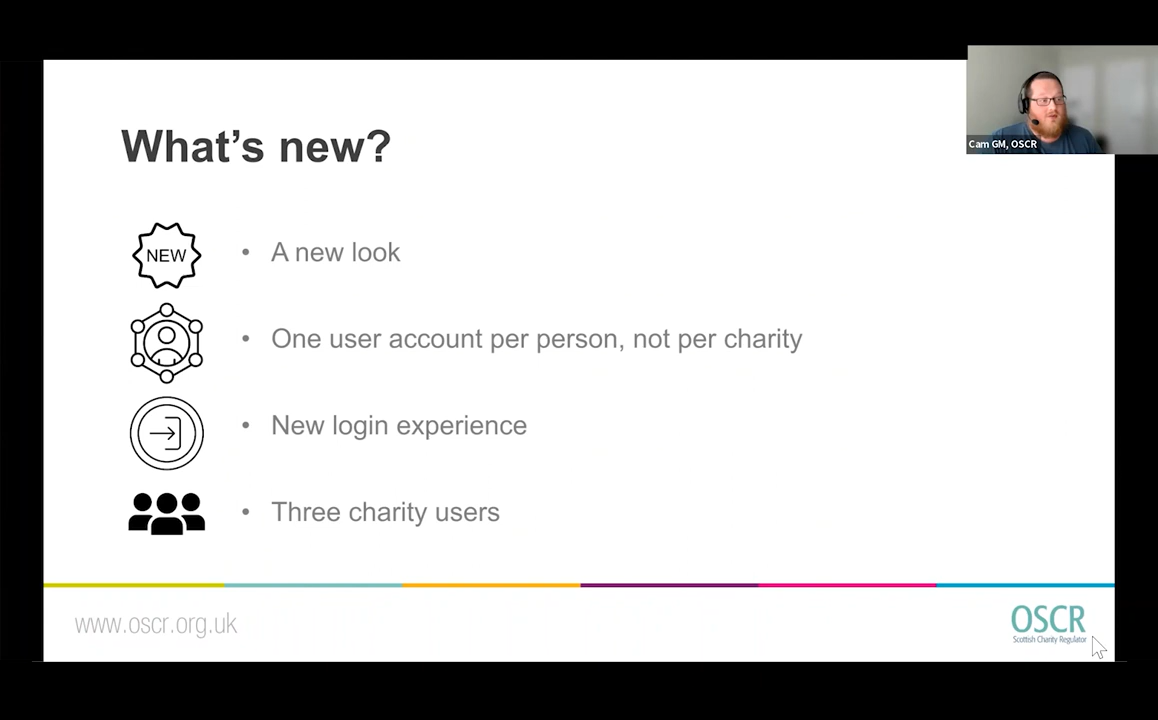 Cam GM, OSCR
What's new?
NEW
• A new look
• One user account per person, not per charity
• New login experience
• Three charity users
www.oscr.org.uk
OSCR
Scottish Charity Regulator